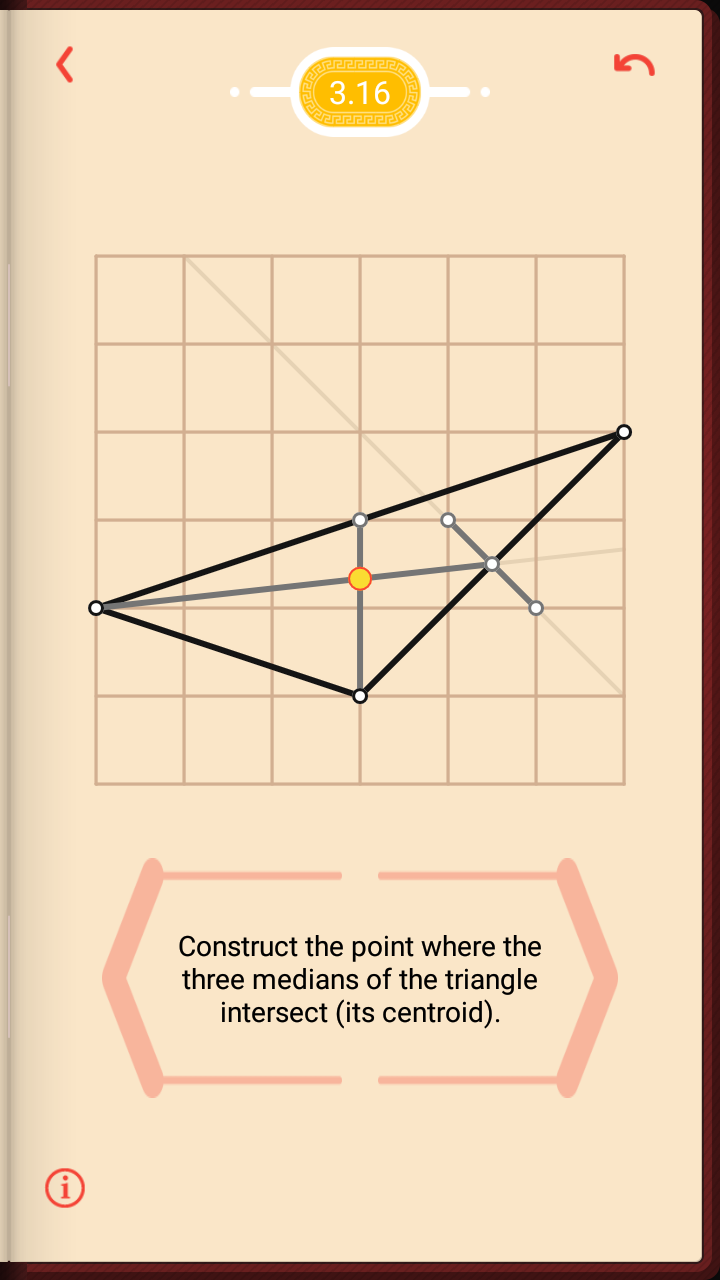 3.16
Construct the point where the
three medians of the triangle
intersect (its centroid).
i